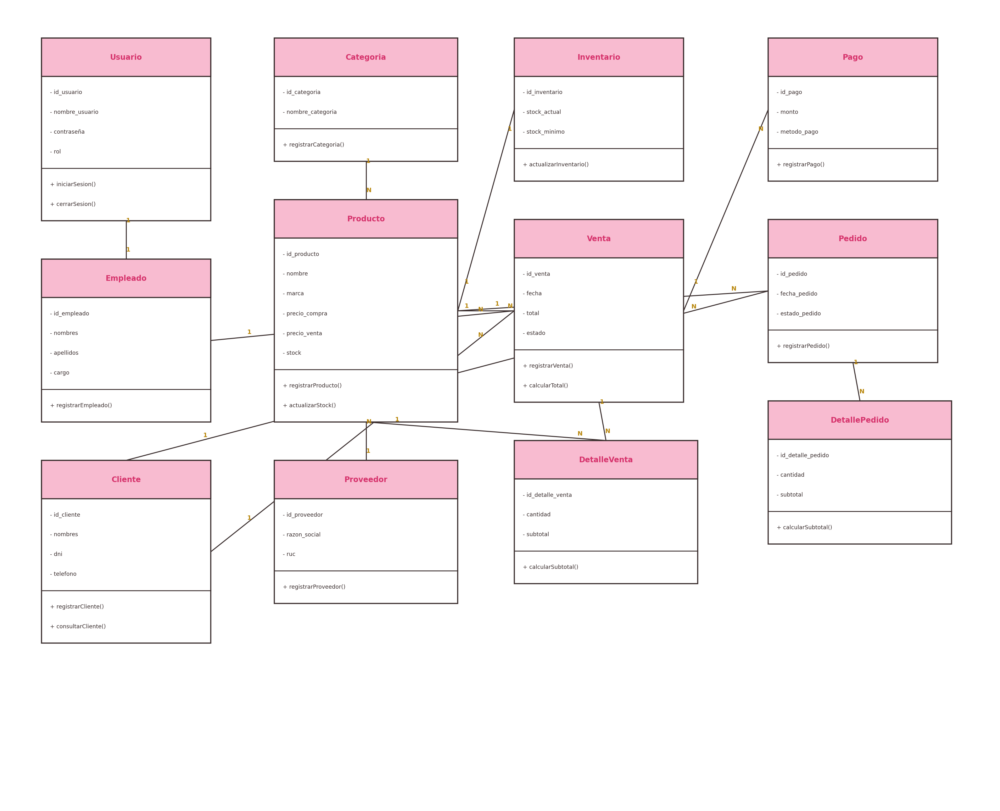 Usuario
- id_usuario
- nombre_usuario
- contraseña
- rol
+ iniciarSesion()
+ cerrarSesion()
1
1
Categoria
- id_categoria
- nombre_categoria
+ registrarCategoria()
1
N
Inventario
- id_inventario
- stock_actual
- stock_minimo
+ actualizarInventario()
1
Pago
- id_pago
- monto
- metodo_pago
+ registrarPago()
N
Empleado
- id_empleado
- nombres
- apellidos
- cargo
+ registrarEmpleado()
1
Producto
- id_producto
- nombre
- marca
- precio_compra
- precio_venta
- stock
+ registrarProducto()
+ actualizarStock()
1
1
N
1
N
N
Venta
- id_venta
- fecha
- total
- estado
+ registrarVenta()
+ calcularTotal()
1
N
N
Pedido
- id_pedido
- fecha_pedido
- estado_pedido
+ registrarPedido()
1
N
1
N
N
1
1
1
N
Cliente
- id_cliente
- nombres
- dni
- telefono
+ registrarCliente()
+ consultarCliente()
1
Proveedor
- id_proveedor
- razon_social
- ruc
+ registrarProveedor()
DetalleVenta
- id_detalle_venta
- cantidad
- subtotal
+ calcularSubtotal()
DetallePedido
- id_detalle_pedido
- cantidad
- subtotal
+ calcularSubtotal()